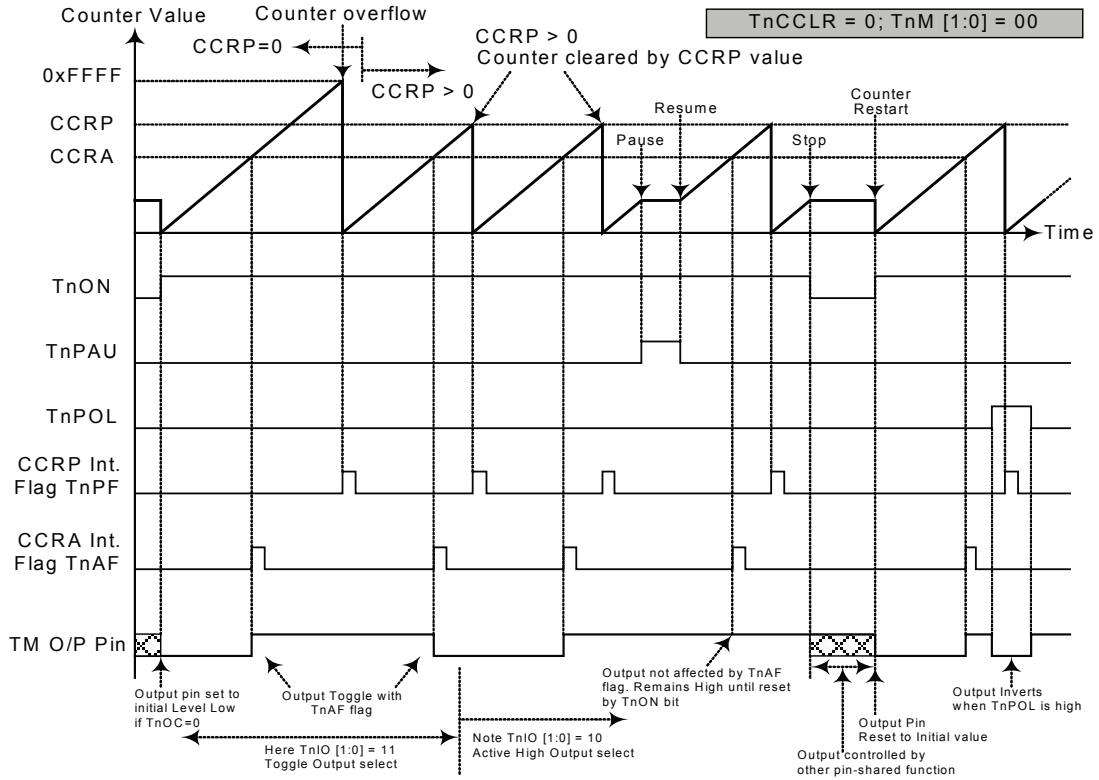 Counter Value
Counter overflow
TnCCLR = 0; TnM [1:0] = 00
CCRP=0
CCRP > 0
CCRP > 0
Counter cleared by CCRP value
0xFFFF
CCRP
CCRA
Pause
Resume
Stop
Counter
Restart
Time
TnON
TnPAU
TnPOL
CCRP Int.
Flag TnPF
CCRA Int.
Flag TnAF
TM O/P Pin
Output pin set to
initial Level Low
if TnOC=0
Output Toggle with
TnAF flag
Output not affected by TnAF
flag. Remains High until reset
by TnON bit
Output Inverts
when TnPOL is high
Output Pin
Reset to Initial value
Here TnIO [1:0] = 11
Toggle Output select
Note TnIO [1:0] = 10
Active High Output select
Output controlled by
other pin-shared function